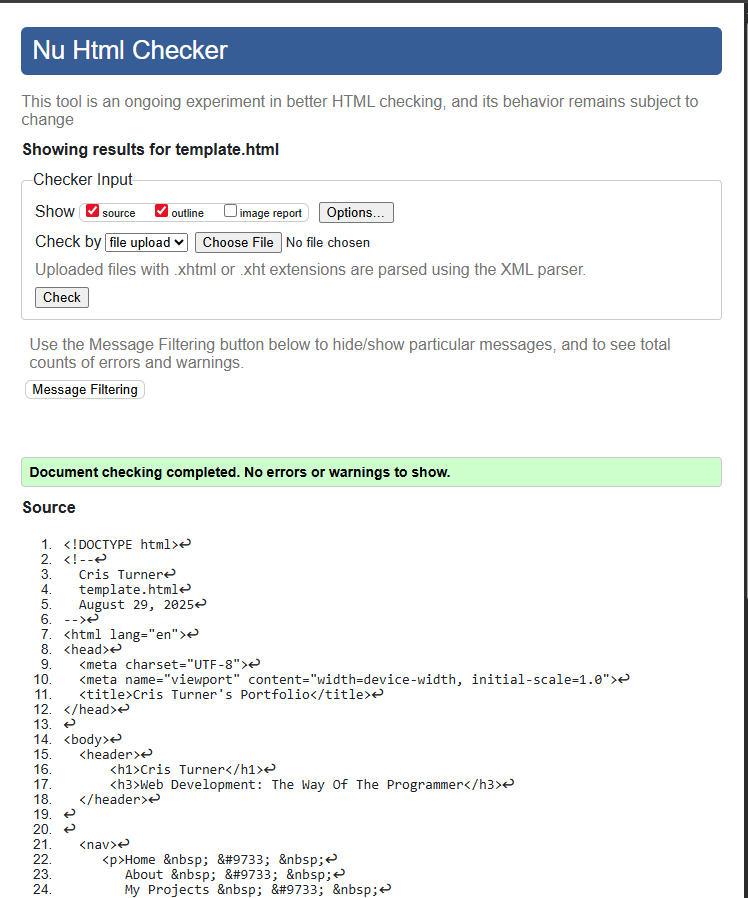 Nu Html Checker
This tool is an ongoing experiment in better HTML checking, and its behavior remains subject to
change
Showing results for template.html
Checker Input
Show source outline image report Options...
Check by file upload Choose File No file chosen
Uploaded files with .xhtml or .xht extensions are parsed using the XML parser.
Check
Use the Message Filtering button below to hide/show particular messages, and to see total
counts of errors and warnings.
Message Filtering
Document checking completed. No errors or warnings to show.
Source
1. <!DOCTYPE html>↩
2. <!--↩
3.   Cris Turner↩
4.   template.html↩
5.   August 29, 2025↩
6. -->↩
7. <html lang="en">↩
8. <head>↩
9.   <meta charset="UTF-8">↩
10.   <meta name="viewport" content="width=device-width, initial-scale=1.0">↩
11.   <title>Cris Turner's Portfolio</title>↩
12. </head>↩
13. ↩
14. <body>↩
15.   <header>↩
16.       <h1>Cris Turner</h1>↩
17.       <h3>Web Development: The Way Of The Programmer</h3>↩
18.   </header>↩
19. ↩
20. ↩
21.   <nav>↩
22.      <p>Home &nbsp; &#9733; &nbsp;↩
23.         About &nbsp; &#9733; &nbsp;↩
24.         My Projects &nbsp; &#9733; &nbsp;↩